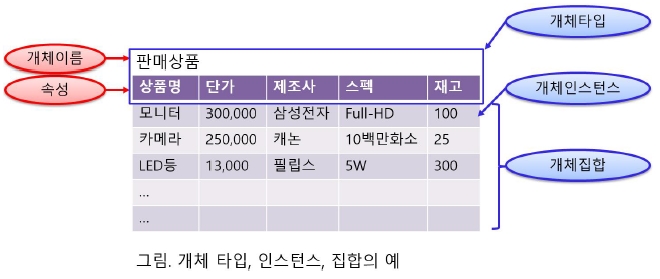 개체타입
개체이름
판매상품
속성
상품명 단가 제조사 스펙 재고
개체인스턴스
모니터 300,000 삼성전자 Full-HD 100
카메라 250,000 캐논 10백만화소 25
LED등 13,000 필립스 5W 300
개체집합
...
...
그림. 개체 타입, 인스턴스, 집합의 예